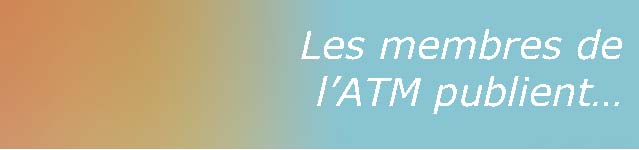 Les membres de
l’ATM publient…